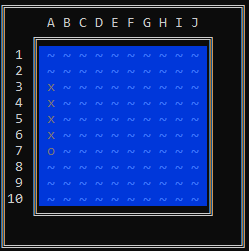 A B C D E F G H I J
1 ~ ~ ~ ~ ~ ~ ~ ~ ~ ~
2 ~ ~ ~ ~ ~ ~ ~ ~ ~ ~
3 x ~ ~ ~ ~ ~ ~ ~ ~ ~
4 x ~ ~ ~ ~ ~ ~ ~ ~ ~
5 x ~ ~ ~ ~ ~ ~ ~ ~ ~
6 x ~ ~ ~ ~ ~ ~ ~ ~ ~
7 o ~ ~ ~ ~ ~ ~ ~ ~ ~
8 ~ ~ ~ ~ ~ ~ ~ ~ ~ ~
9 ~ ~ ~ ~ ~ ~ ~ ~ ~ ~
10 ~ ~ ~ ~ ~ ~ ~ ~ ~ ~